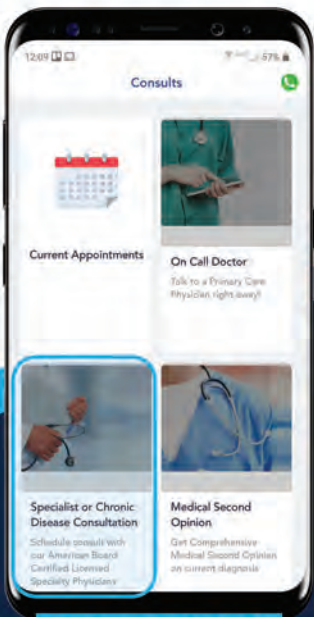 12:09
57%
Consults
Current Appointments
On Call Doctor
Talk to a Primary Care
Physician right away!
Specialist or Chronic
Disease Consultation
Schedule consult with
our American Board
Certified Licensed
Specialty Physicians
Medical Second
Opinion
Get Comprehensive
Medical Second Opinion
on current diagnosis